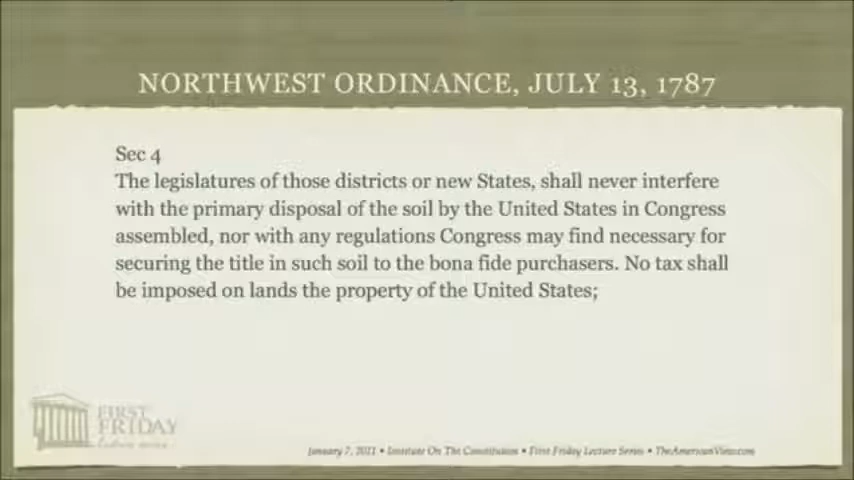 NORTHWEST ORDINANCE, JULY 13, 1787
Sec 4
The legislatures of those districts or new States, shall never interfere
with the primary disposal of the soil by the United States in Congress
assembled, nor with any regulations Congress may find necessary for
securing the title in such soil to the bona fide purchasers. No tax shall
be imposed on lands the property of the United States;
FIRST
FRIDAY
Lecture Series
January 7, 2011 • Institute On The Constitution • First Friday Lecture Series • TheAmericanView.com